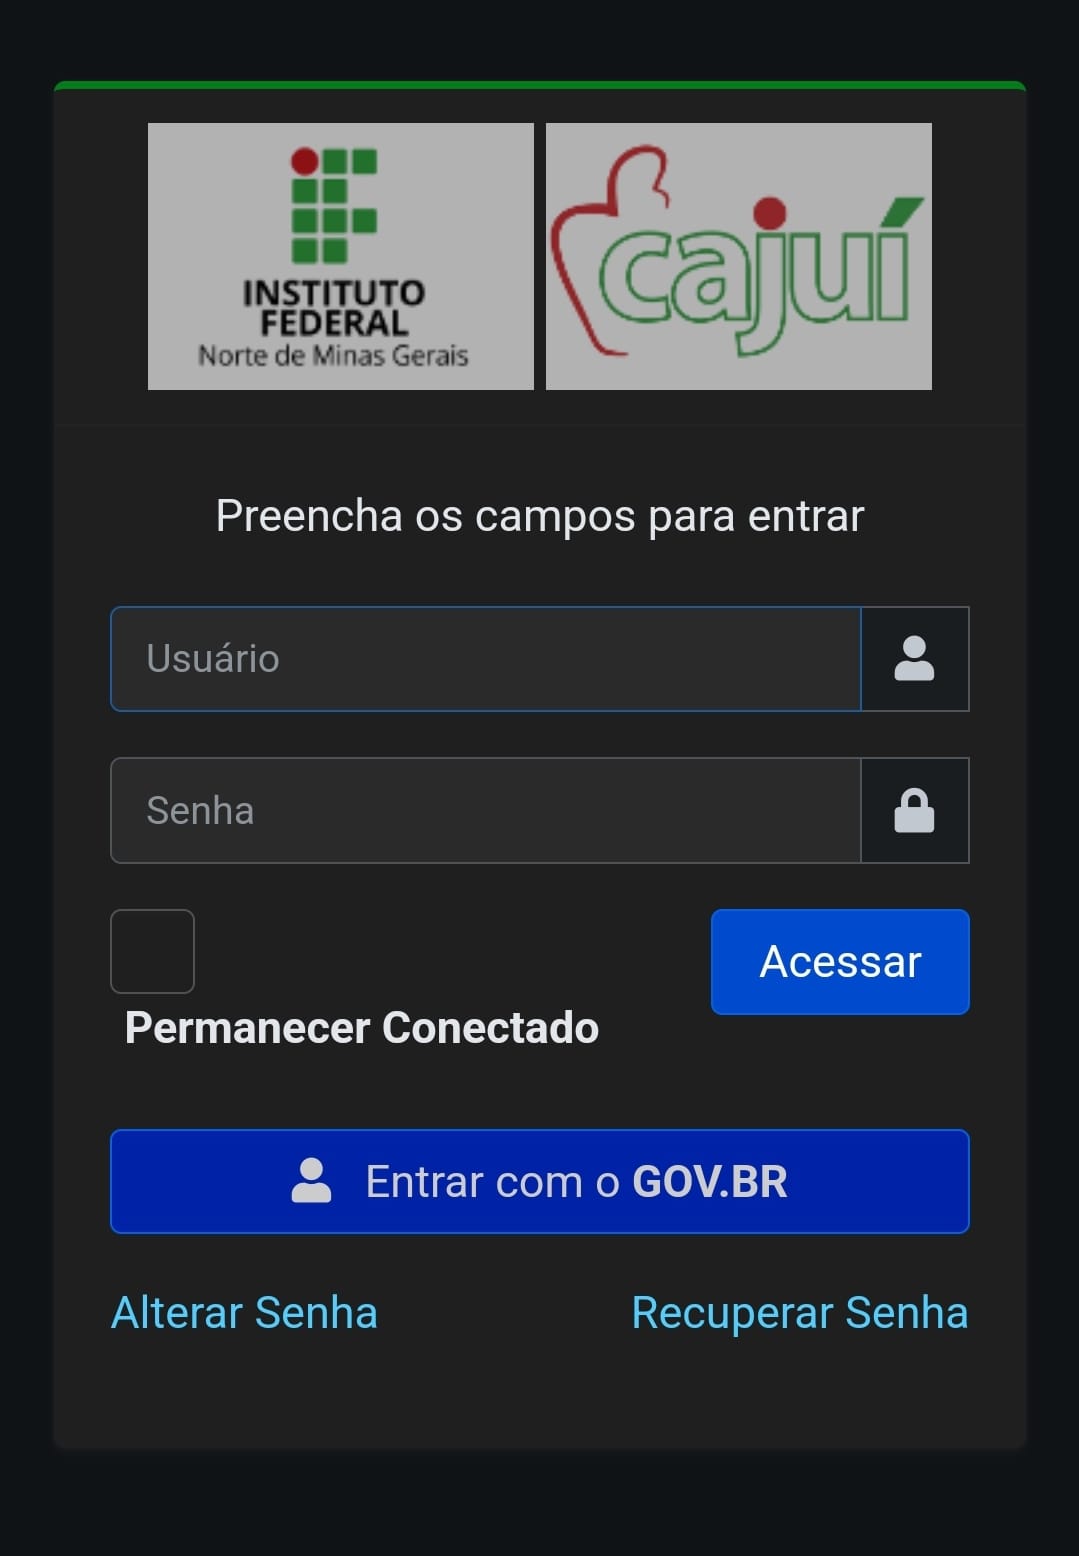 INSTITUTO
FEDERAL
Norte de Minas Gerais
cajuí
Preencha os campos para entrar
Usuário
Senha
Acessar
Permanecer Conectado
Entrar com o GOV.BR
Alterar Senha
Recuperar Senha